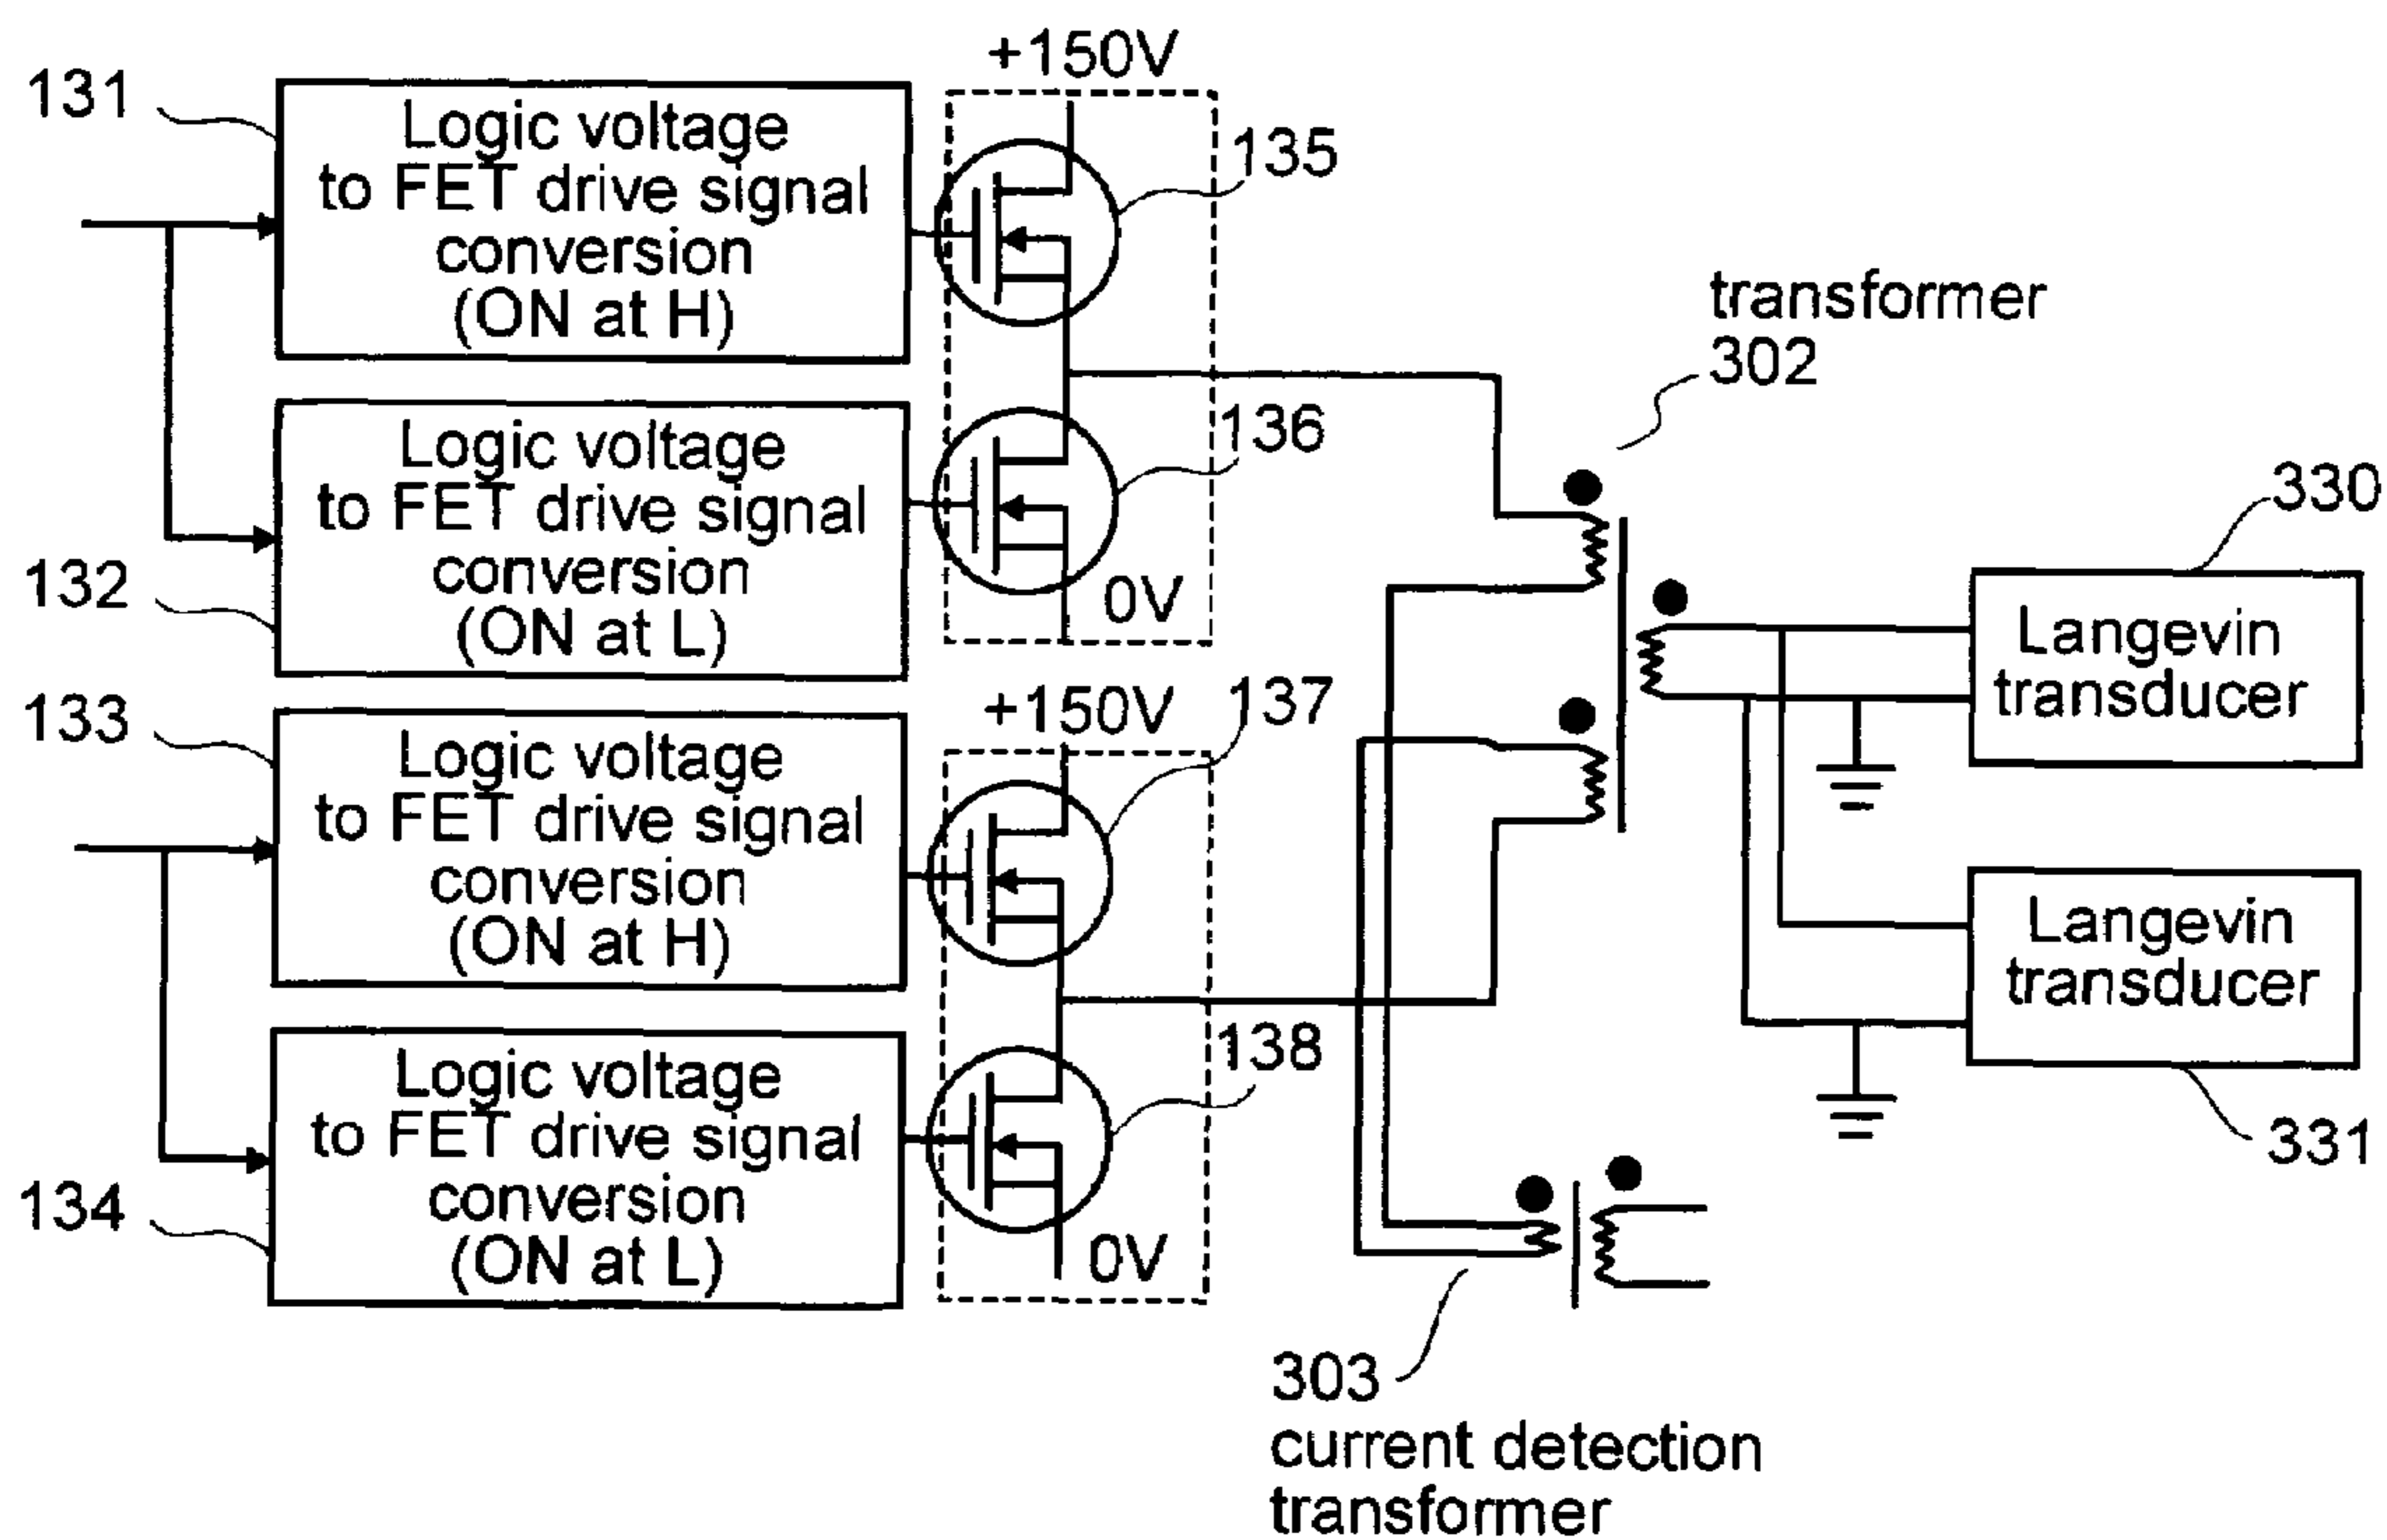 +150V
131
Logic voltage
to FET drive signal
conversion
(ON at H)
135
transformer
302
132
Logic voltage
to FET drive signal
conversion
(ON at L)
136
0V
330
Langevin
transducer
133
Logic voltage
to FET drive signal
conversion
(ON at H)
+150V
137
Langevin
transducer
331
134
Logic voltage
to FET drive signal
conversion
(ON at L)
138
0V
303
current detection
transformer